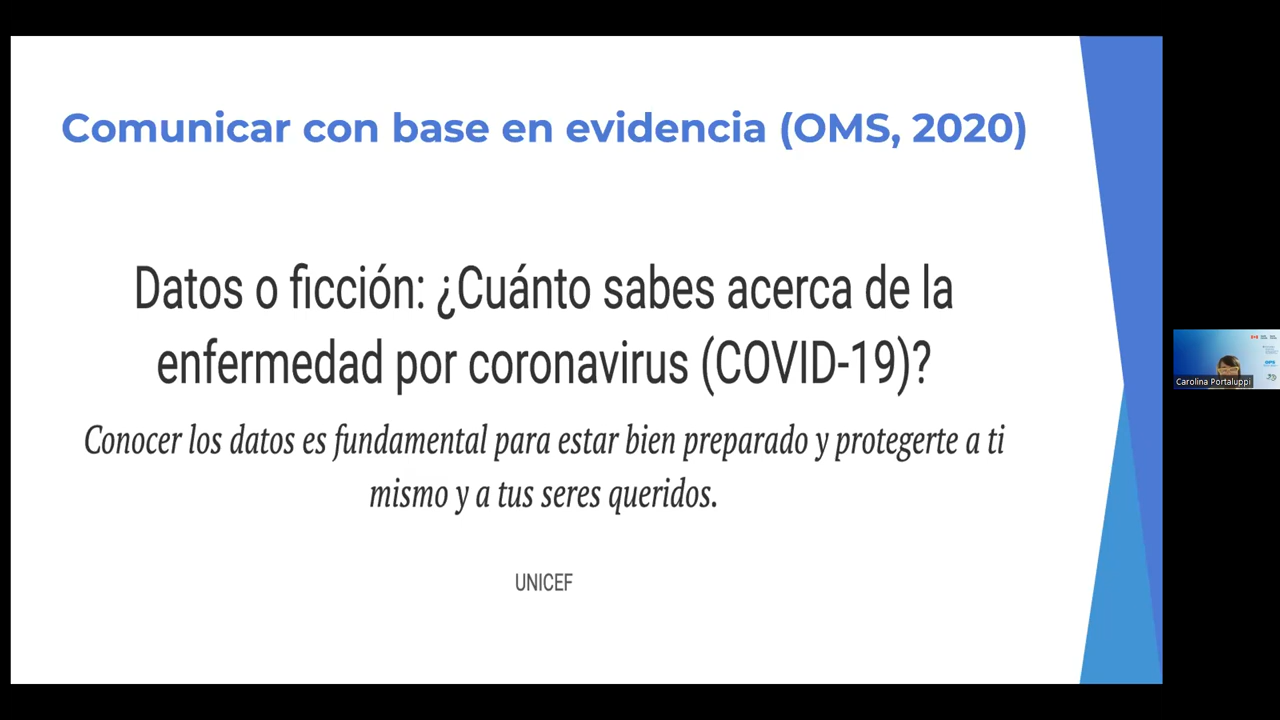 Comunicar con base en evidencia (OMS, 2020)
Datos o ficción: ¿Cuánto sabes acerca de la
enfermedad por coronavirus (COVID-19)?
Conocer los datos es fundamental para estar bien preparado y protegerte a ti
mismo y a tus seres queridos.
UNICEF
Carolina Portaluppi